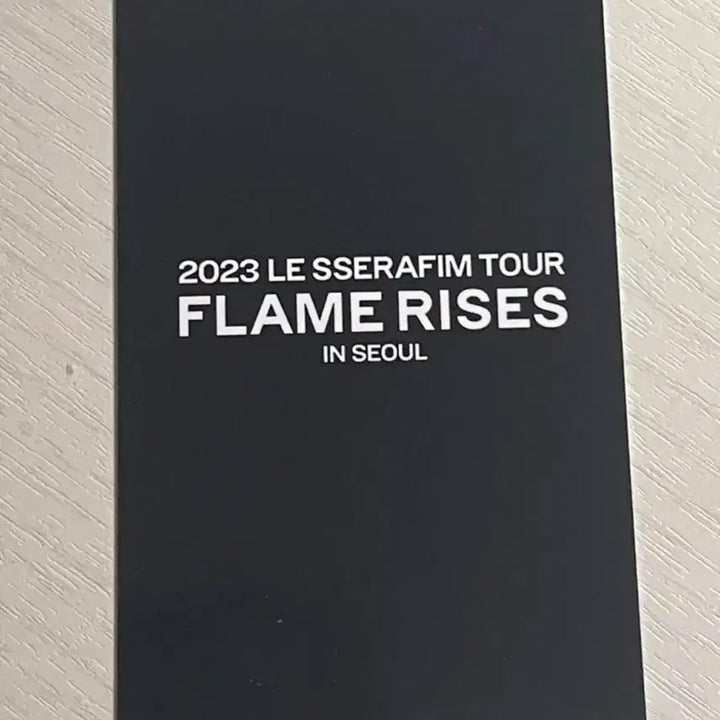 2023 LE SSERAFIM TOUR
FLAME RISES
IN SEOUL